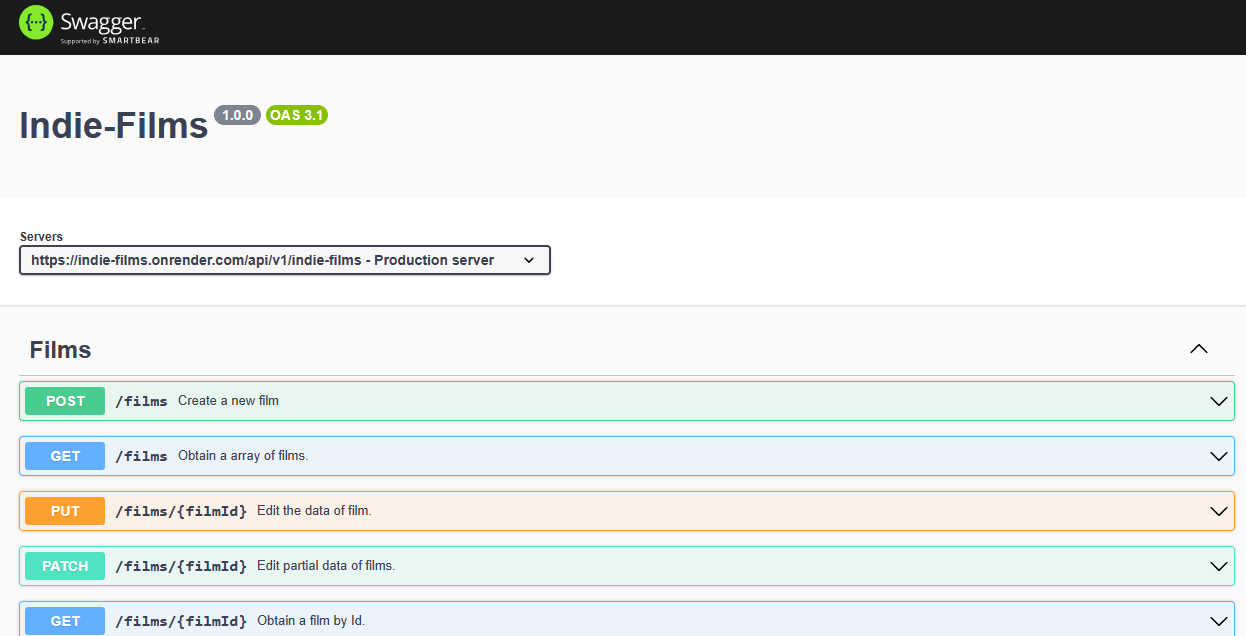 Swagger.
Supported by SMARTBEAR
Indie-Films 1.0.0 OAS 3.1
Servers
https://indie-films.onrender.com/api/v1/indie-films - Production server
Films
POST /films Create a new film
GET /films Obtain a array of films.
PUT /films/{filmId} Edit the data of film.
PATCH /films/{filmId} Edit partial data of films.
GET /films/{filmId} Obtain a film by Id.